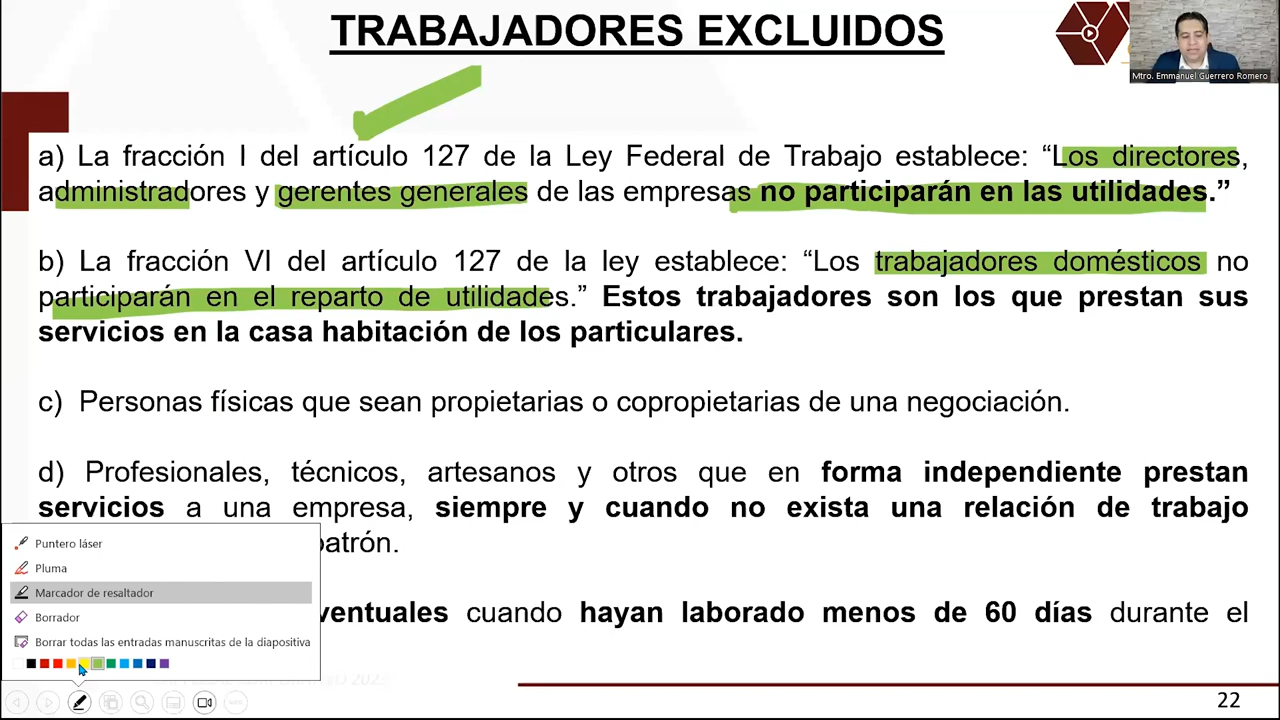 TRABAJADORES EXCLUIDOS
Mtro. Emmanuel Guerrero Romero
a) La fracción I del artículo 127 de la Ley Federal de Trabajo establece: “Los directores,
administradores y gerentes generales de las empresas no participarán en las utilidades.”
b) La fracción VI del artículo 127 de la ley establece: “Los trabajadores domésticos no
participarán en el reparto de utilidades.” Estos trabajadores son los que prestan sus
servicios en la casa habitación de los particulares.
c) Personas físicas que sean propietarias o copropietarias de una negociación.
d) Profesionales, técnicos, artesanos y otros que en forma independiente prestan
servicios a una empresa, siempre y cuando no exista una relación de trabajo
patrón.
ventuales cuando hayan laborado menos de 60 días durante el
Puntero láser
Pluma
Marcador de resaltador
Borrador
Borrar todas las entradas manuscritas de la diapositiva
22